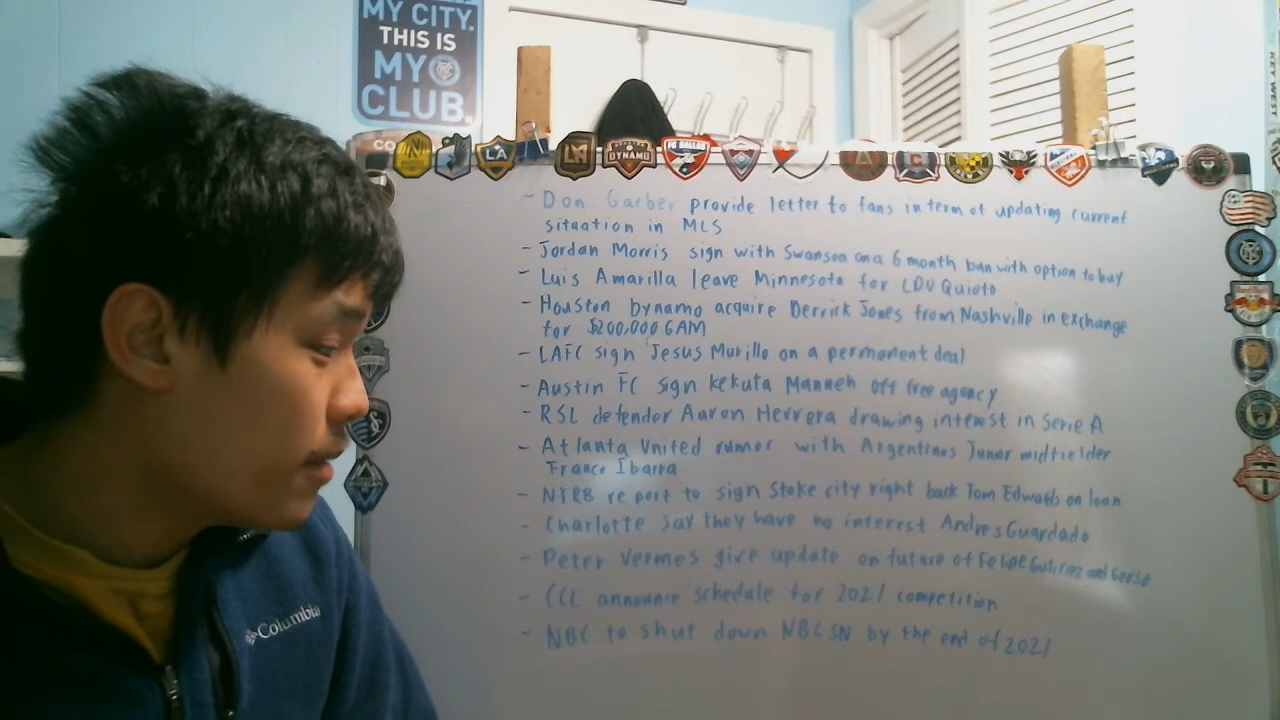 MY CITY.
THIS IS
MY
CLUB.
CO
LA
DYNAMO
FC DALLAS
KEY WEST
- Don Garber provide letter to fans in term of updating current
situation in MLS
- Jordan Morris sign with Swansea on a 6 month loan with option to buy
- Luis Amarilla leave Minnesota for LDU Quioto
- Houston Dynamo acquire Derrick Jones from Nashville in exchange
for $200,000 GAM
- LAFC sign Jesus Murillo on a permanent deal
- Austin FC sign Kekuta Manneh off free agency
- RSL defender Aaron Herrera drawing interest in Serie A
- Atlanta United rumor with Argentinos Junior midfielder
Franco Ibarra
- NYRB report to sign Stoke city right back Tom Edwards on loan
- Charlotte say they have no interest Andres Guardado
- Peter Vermes give update on future of Felipe Gutierrez and Gerso
- CCL announce schedule for 2021 competition
- NBC to shut down NBCSN by the end of 2021
Columbia